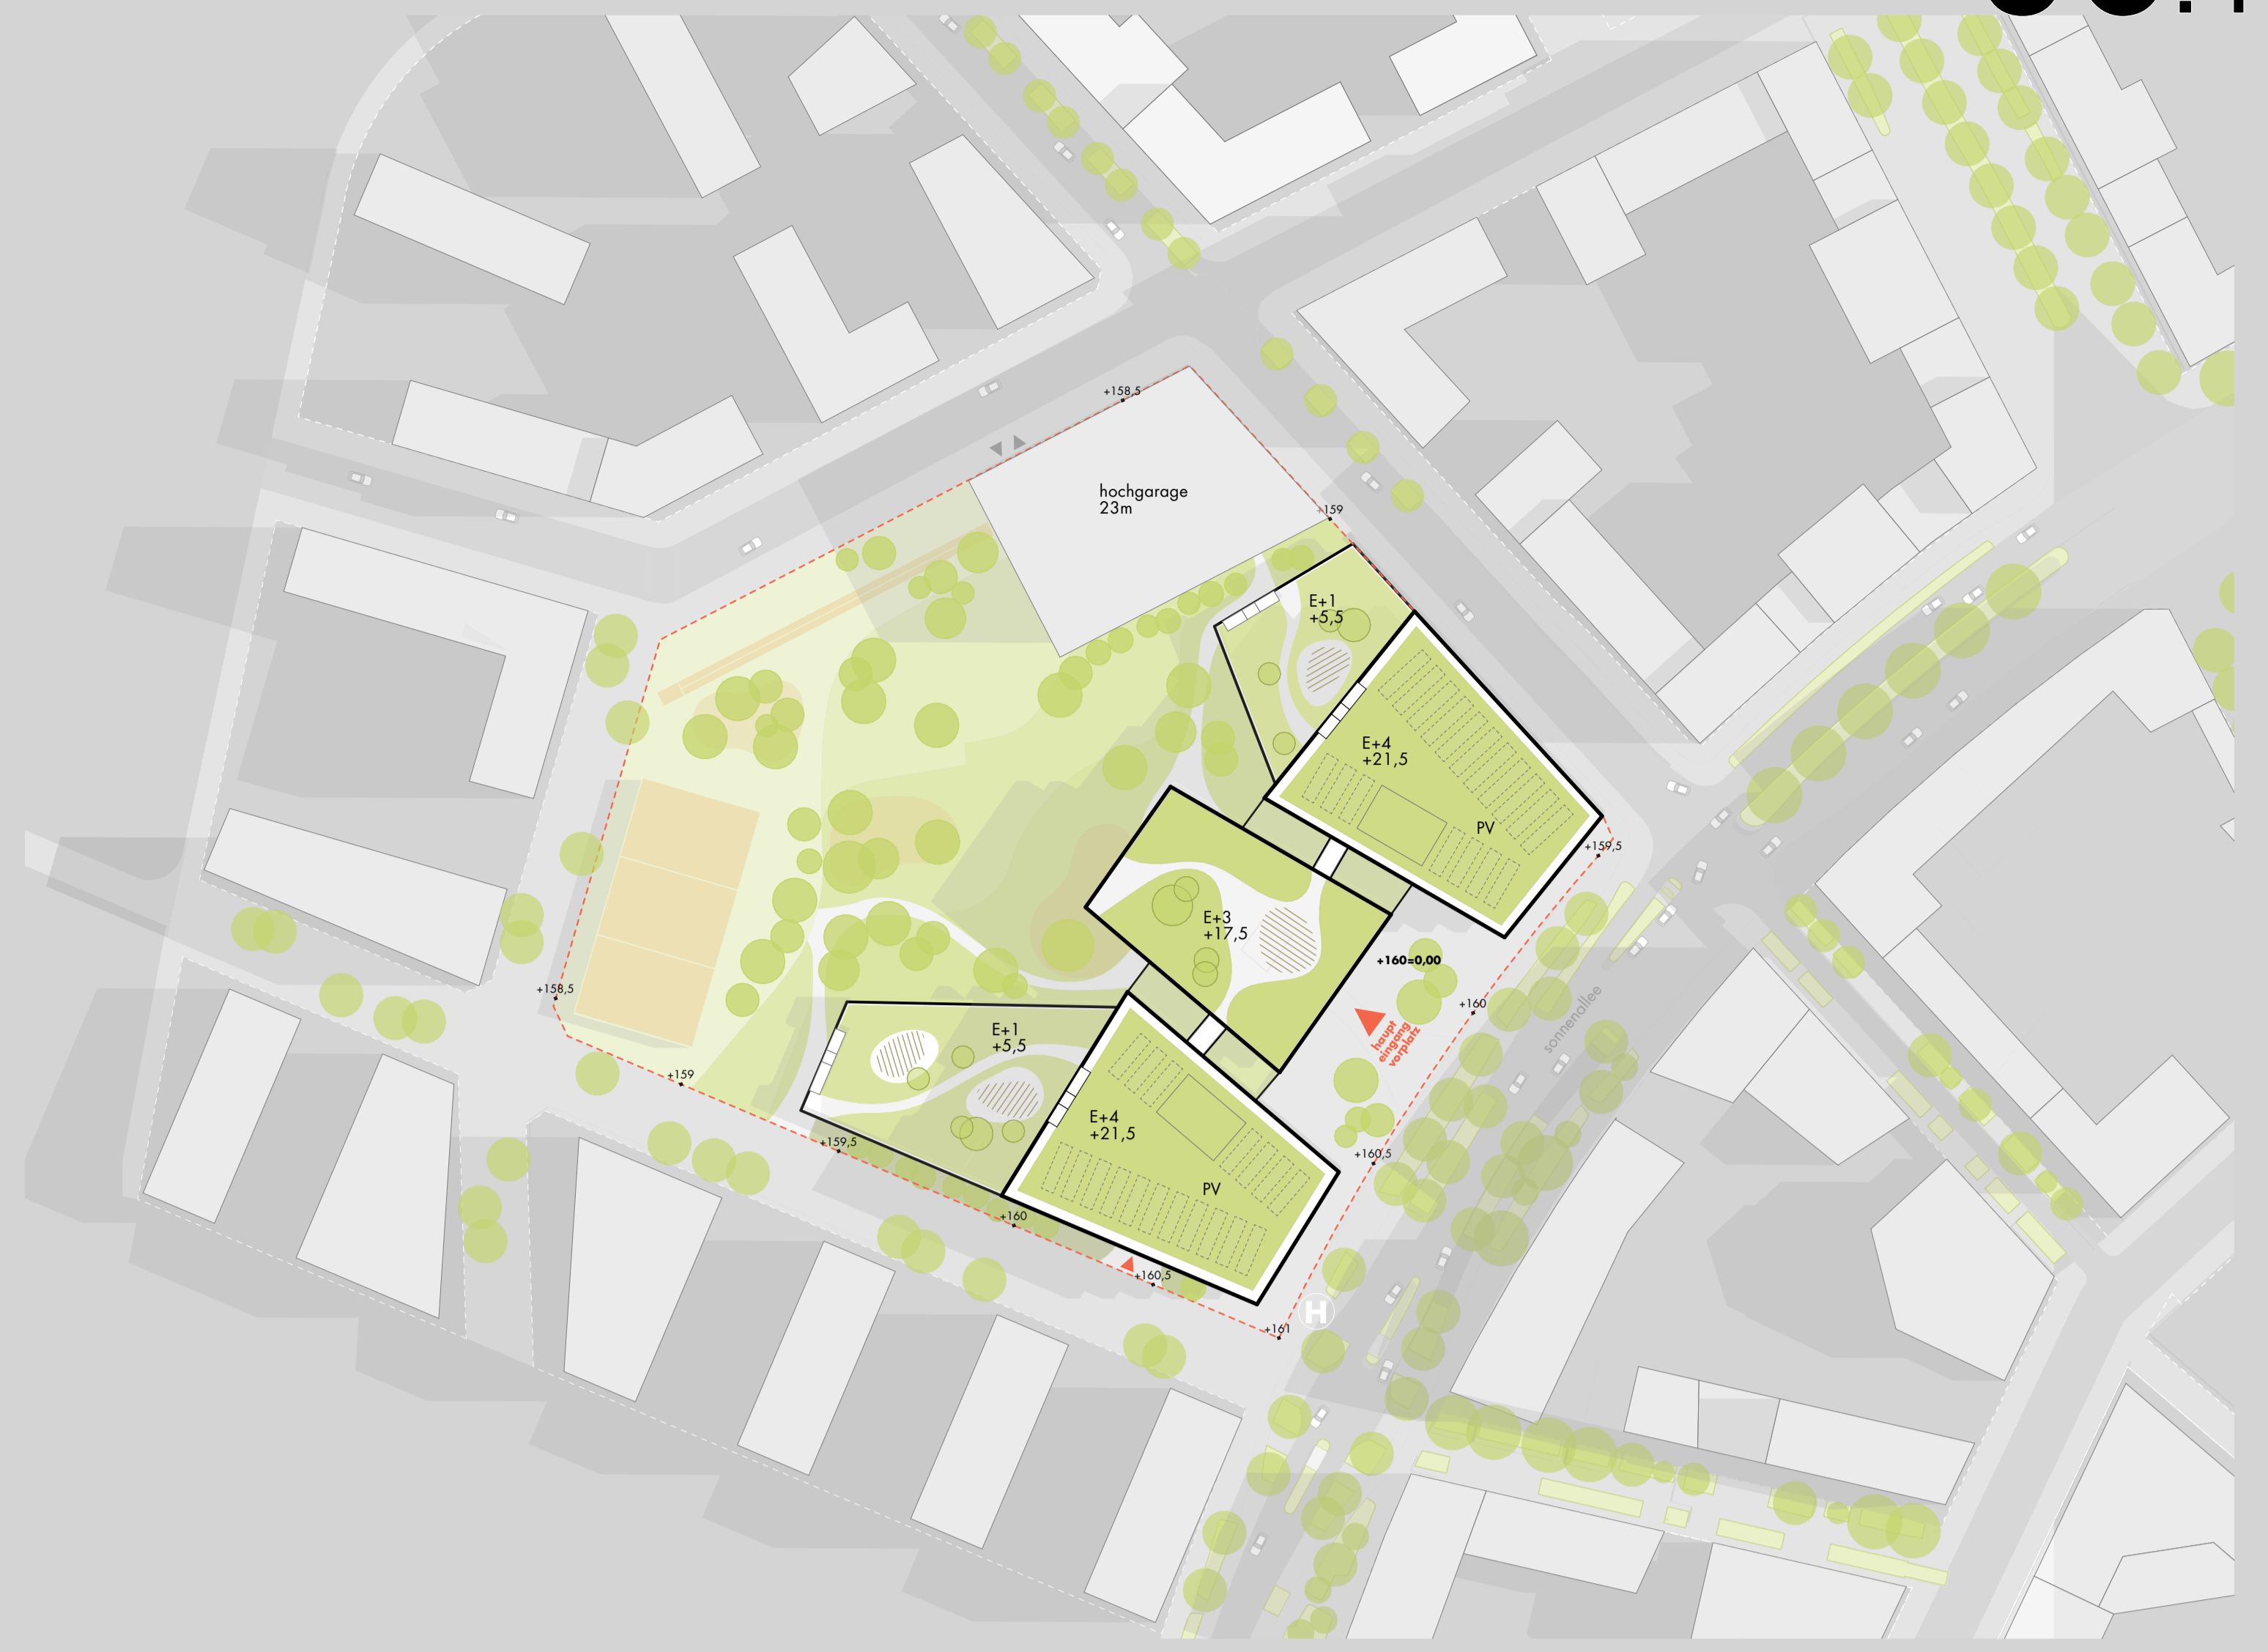 +158,5
hochgarage
23m
+159
E+1
+5,5
E+4
+21,5
PV
+159,5
E+3
+17,5
+160=0,00
+158,5
+160
sonnenallee
haupt
eingang
vorplatz
E+1
+5,5
+159
E+4
+21,5
+159,5
+160,5
PV
+160
+160,5
H
+161